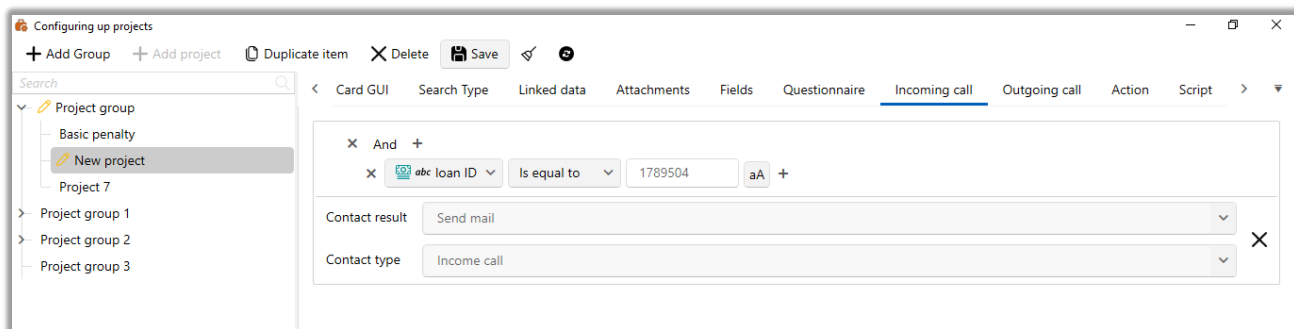 Configuring up projects
Add Group Add project Duplicate item Delete Save
Search
Project group
Basic penalty
New project
Project 7
Project group 1
Project group 2
Project group 3
Card GUI Search Type Linked data Attachments Fields Questionnaire Incoming call Outgoing call Action Script
And
abc loan ID Is equal to 1789504 aA
Contact result Send mail
Contact type Income call